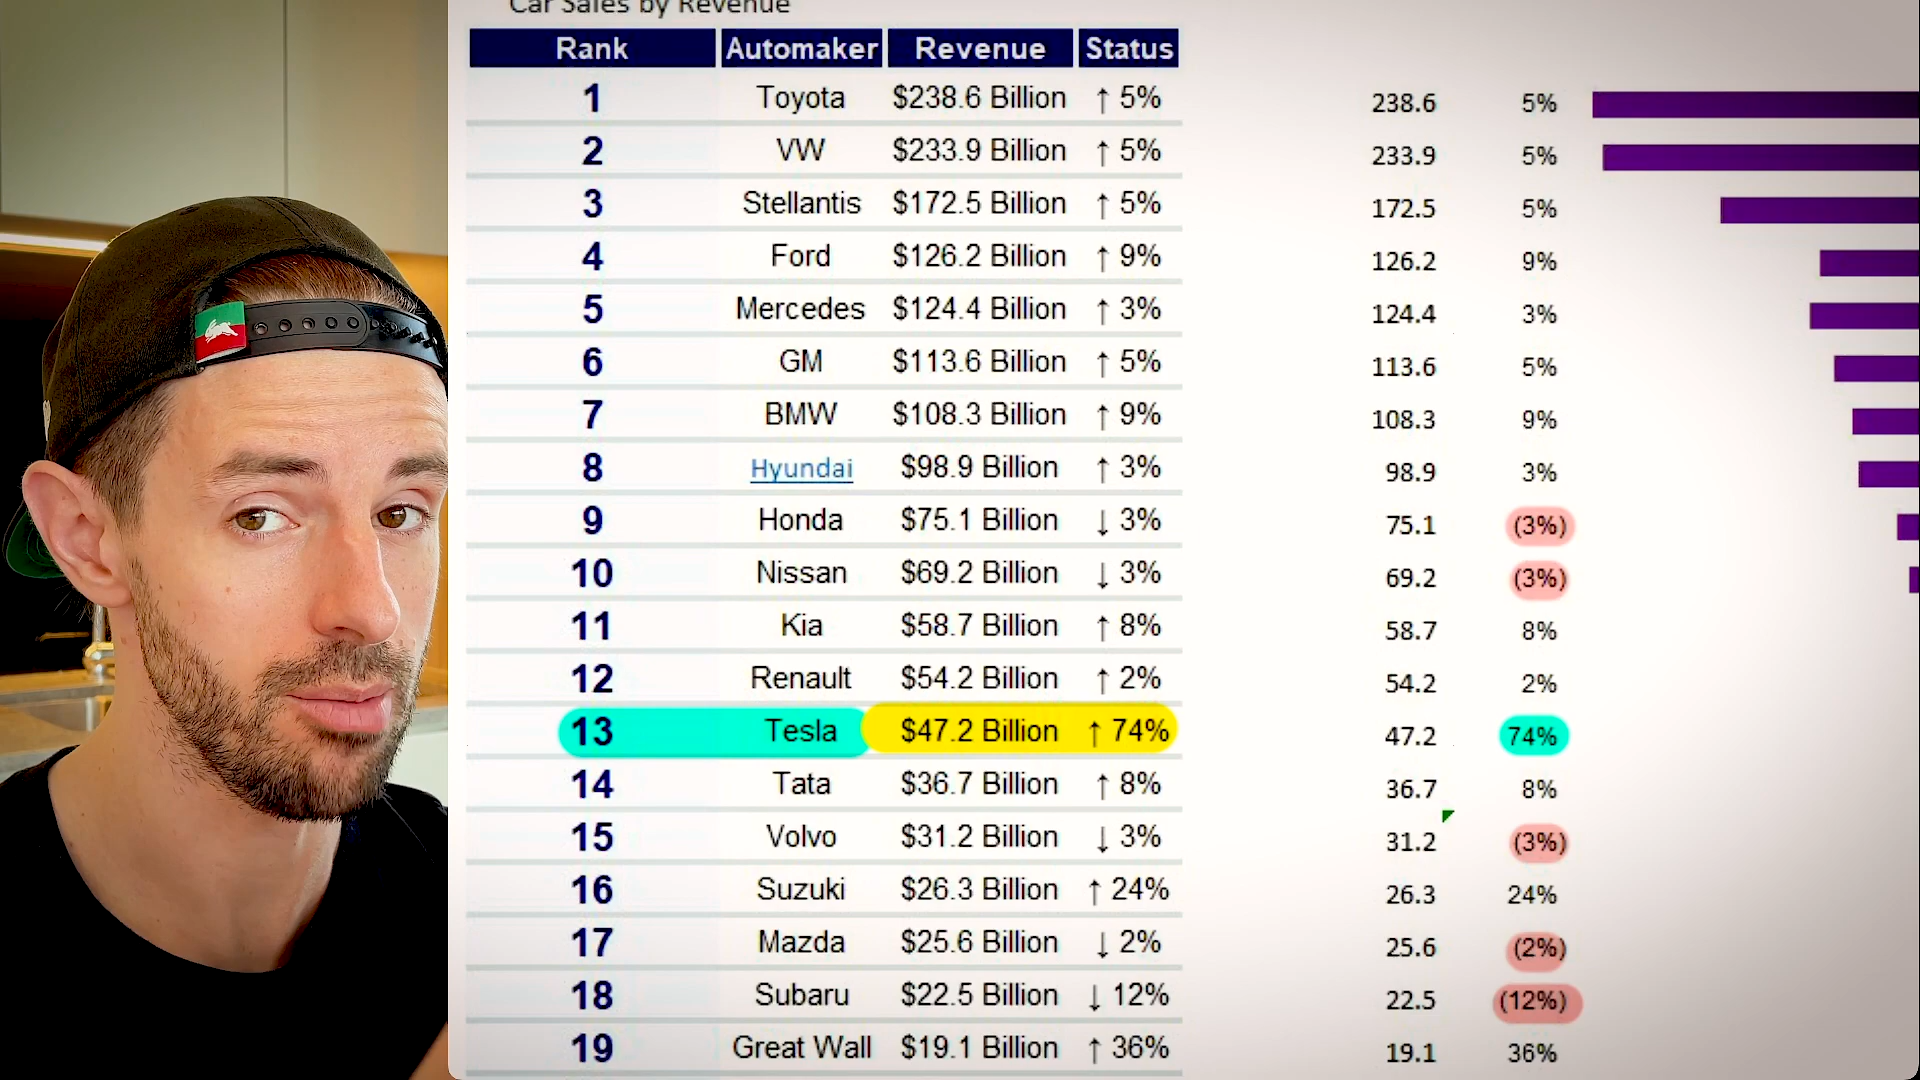 Car Sales by Revenue
Rank Automaker Revenue Status
1 Toyota $238.6 Billion ↑ 5% 238.6 5%
2 VW $233.9 Billion ↑ 5% 233.9 5%
3 Stellantis $172.5 Billion ↑ 5% 172.5 5%
4 Ford $126.2 Billion ↑ 9% 126.2 9%
5 Mercedes $124.4 Billion ↑ 3% 124.4 3%
6 GM $113.6 Billion ↑ 5% 113.6 5%
7 BMW $108.3 Billion ↑ 9% 108.3 9%
8 Hyundai $98.9 Billion ↑ 3% 98.9 3%
9 Honda $75.1 Billion ↓ 3% 75.1 (3%)
10 Nissan $69.2 Billion ↓ 3% 69.2 (3%)
11 Kia $58.7 Billion ↑ 8% 58.7 8%
12 Renault $54.2 Billion ↑ 2% 54.2 2%
13 Tesla $47.2 Billion ↑ 74% 47.2 74%
14 Tata $36.7 Billion ↑ 8% 36.7 8%
15 Volvo $31.2 Billion ↓ 3% 31.2 (3%)
16 Suzuki $26.3 Billion ↑ 24% 26.3 24%
17 Mazda $25.6 Billion ↓ 2% 25.6 (2%)
18 Subaru $22.5 Billion ↓ 12% 22.5 (12%)
19 Great Wall $19.1 Billion ↑ 36% 19.1 36%